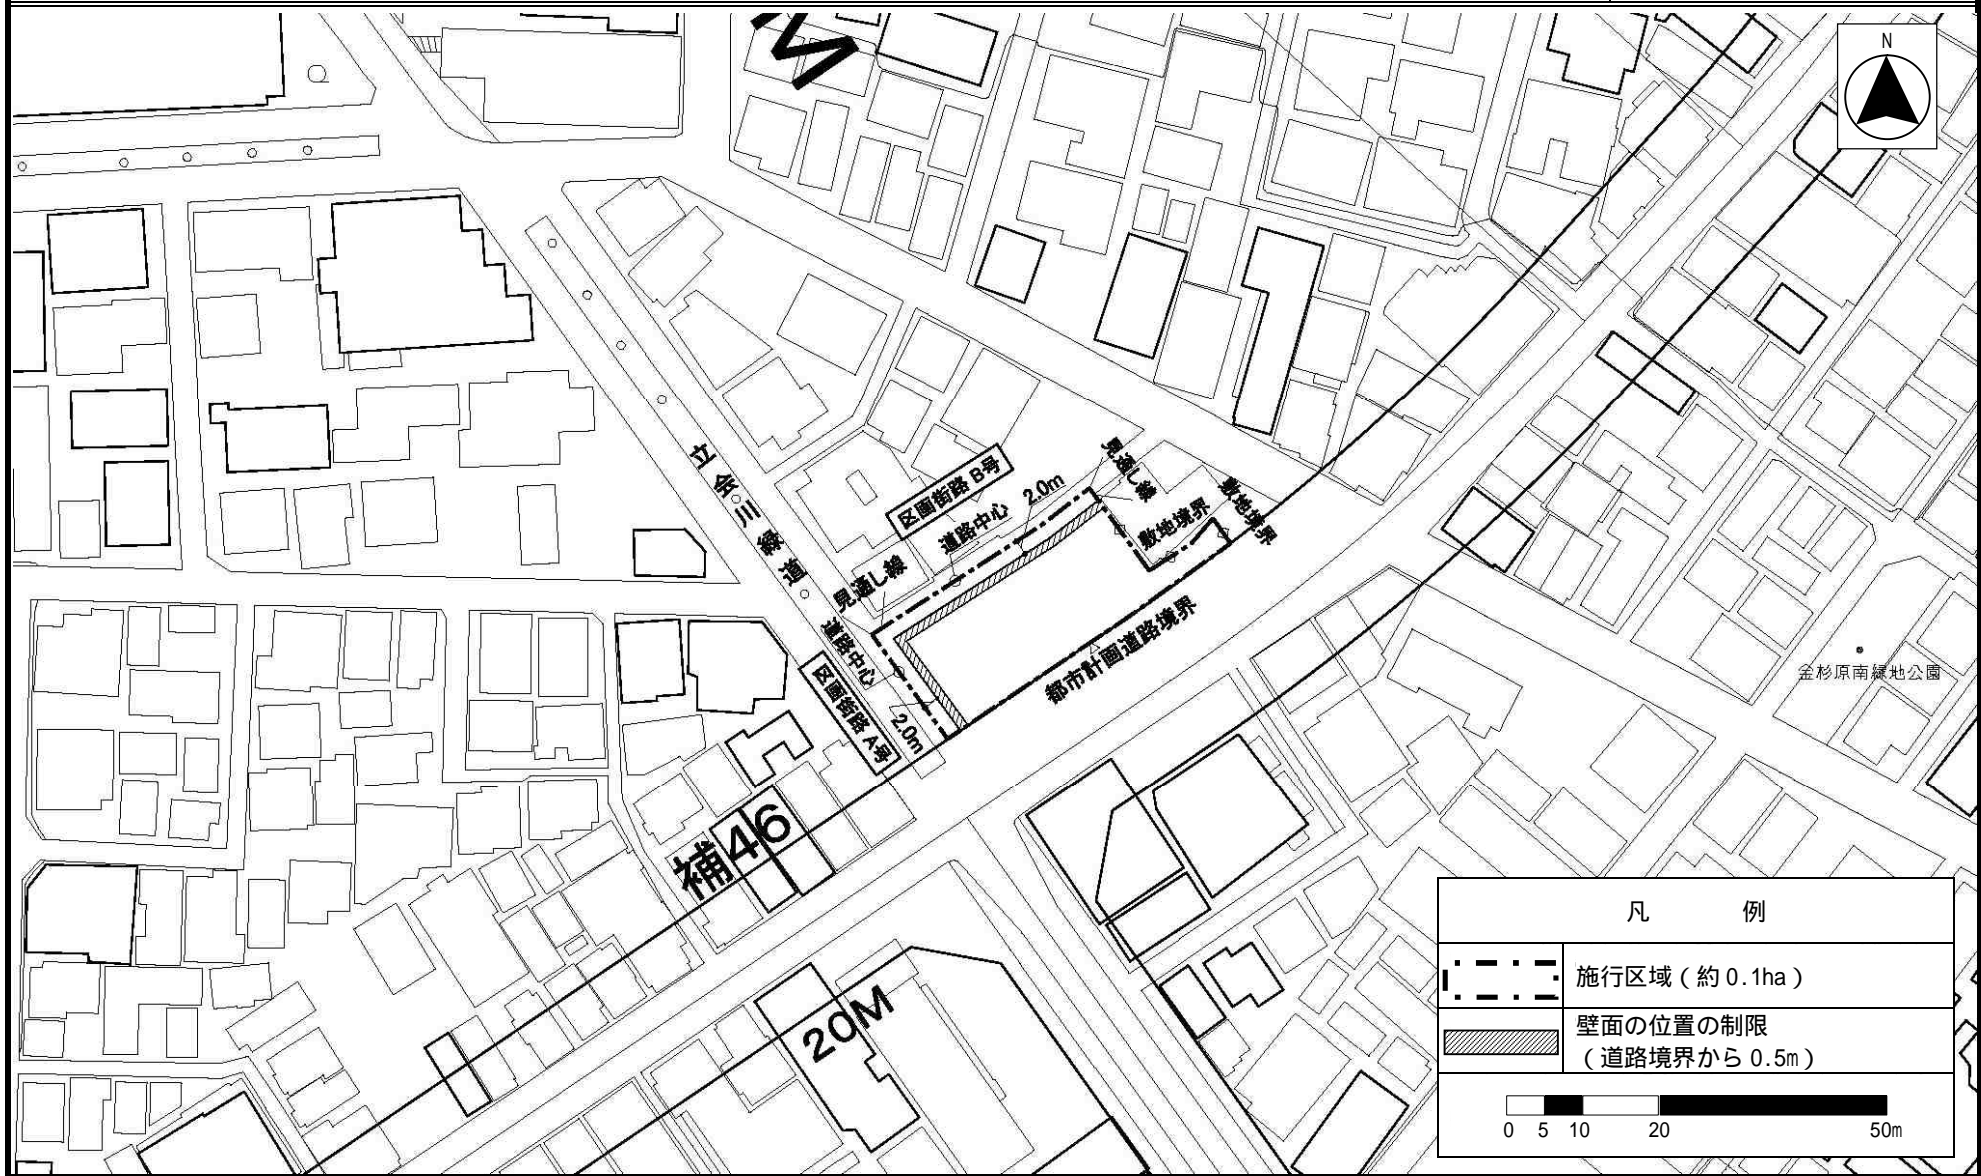 M
N
立会川緑道
見通し線
敷地境界
区画街路 B号
2.0m
道路中心
敷地境界
見通し線
道路中心
都市計画道路境界
区画街路 A号
2.0m
金杉原南緑地公園
補46
20M
凡 例
施行区域（約0.1ha）
壁面の位置の制限
（道路境界から0.5m）
0 5 10 20 50m